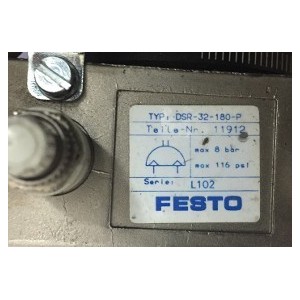 TYP: DSR-32-180-P
Teile-Nr. 11912
max 8 bar
max 116 psi
Serie: L102
FESTO